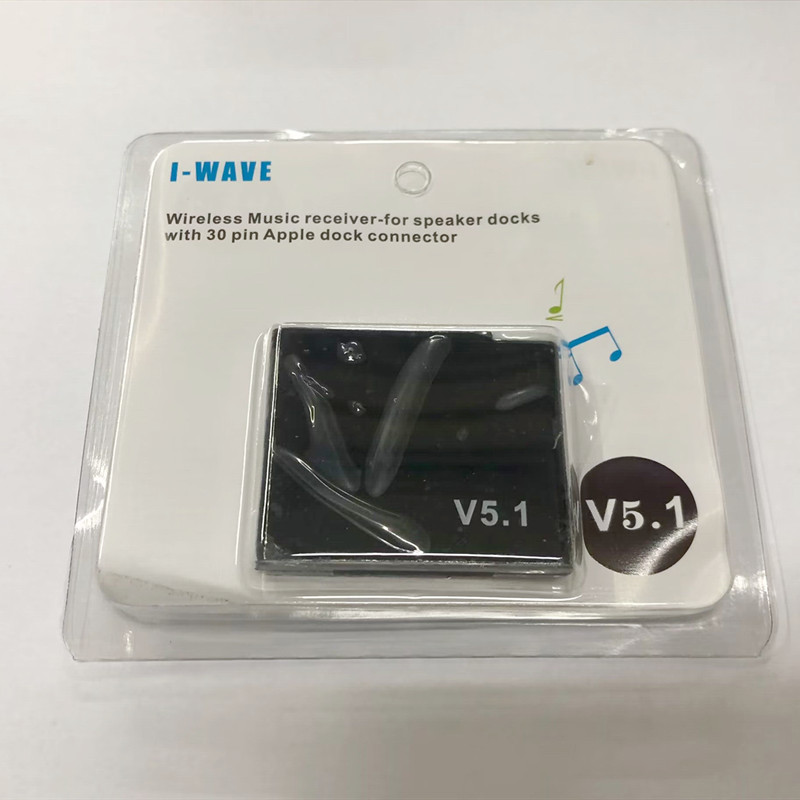 I-WAVE
Wireless Music receiver-for speaker docks
with 30 pin Apple dock connector
V5.1
V5.1